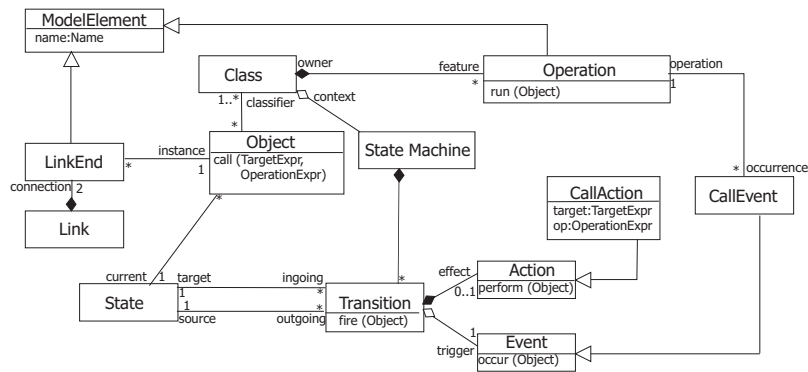 ModelElement
name:Name
Class
owner
feature
*
Operation
run (Object)
operation
1
1..*
classifier
context
*
Object
call (TargetExpr,
OperationExpr)
State Machine
LinkEnd
*
instance
1
connection
2
Link
*
occurrence
CallEvent
CallAction
target:TargetExpr
op:OperationExpr
*
current
1
target
1
ingoing
*
*
State
1
source
*
outgoing
Transition
fire (Object)
effect
0..1
Action
perform (Object)
1
trigger
Event
occur (Object)